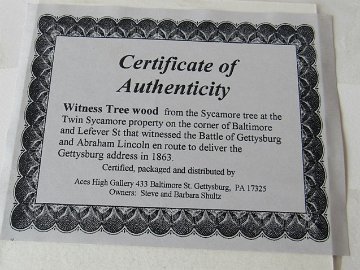 Certificate of
Authenticity
Witness Tree wood from the Sycamore tree at the
Twin Sycamore property on the corner of Baltimore
and Lefever St that witnessed the Battle of Gettysburg
and Abraham Lincoln en route to deliver the
Gettysburg address in 1863.
Certified, packaged and distributed by
Aces High Gallery 433 Baltimore St. Gettysburg, PA 17325
Owners: Steve and Barbara Shultz